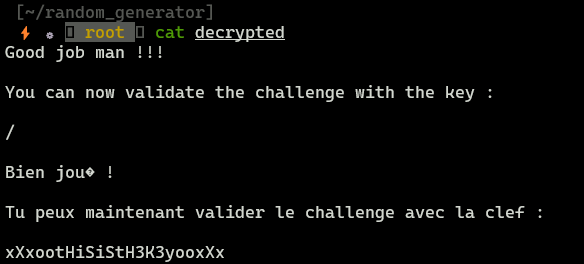 [~/random_generator]
root cat decrypted
Good job man !!!
You can now validate the challenge with the key :
/
Bien jou� !
Tu peux maintenant valider le challenge avec la clef :
xXxootHiSiStH3K3yooxXx